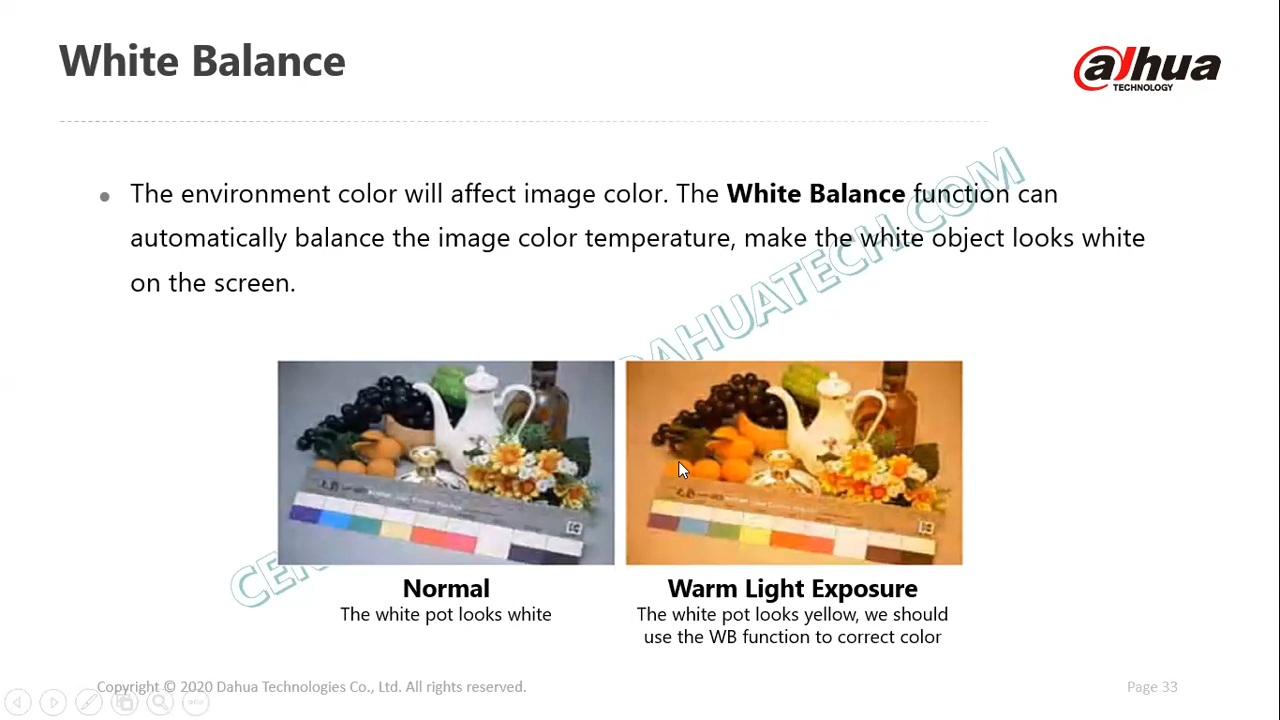 White Balance
alhua
TECHNOLOGY
The environment color will affect image color. The White Balance function can
automatically balance the image color temperature, make the white object looks white
on the screen.
DAHUATECH.COM
CER
Normal
The white pot looks white
Warm Light Exposure
The white pot looks yellow, we should
use the WB function to correct color
Copyright © 2020 Dahua Technologies Co., Ltd. All rights reserved.
Page 33